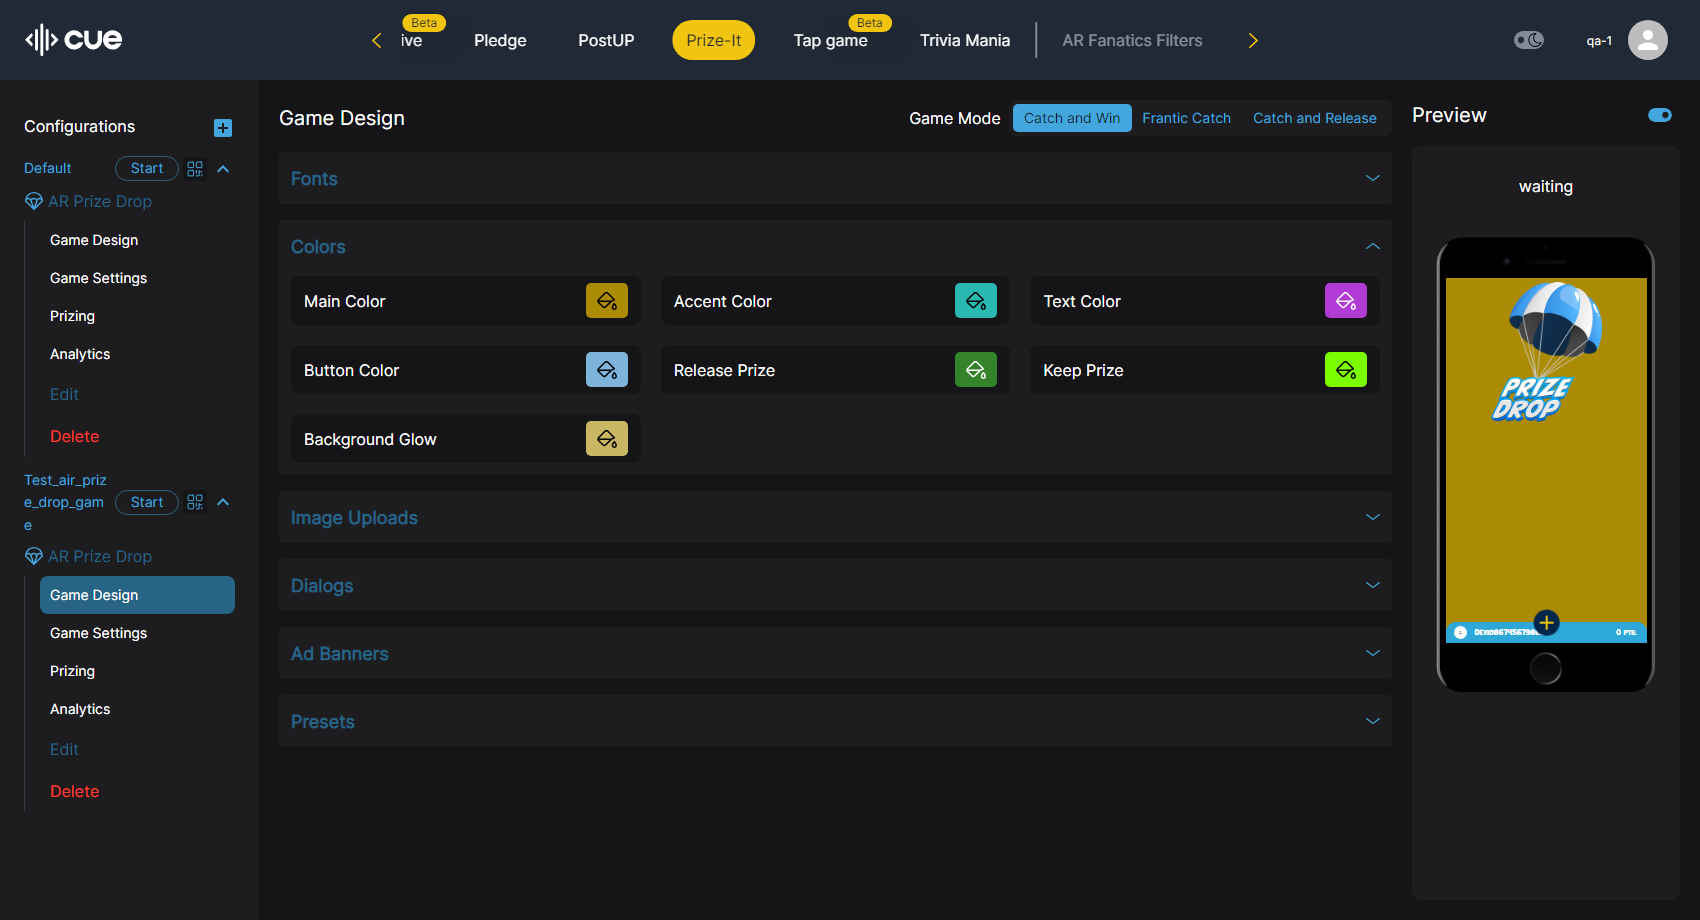 cue
Beta
ive
Pledge
PostUP
Prize-It
Beta
Tap game
Trivia Mania
AR Fanatics Filters
qa-1
Configurations
Default
Start
AR Prize Drop
Game Design
Game Settings
Prizing
Analytics
Edit
Delete
Test_air_priz
e_drop_gam
e
Start
AR Prize Drop
Game Design
Game Settings
Prizing
Analytics
Edit
Delete
Game Design
Game Mode
Catch and Win
Frantic Catch
Catch and Release
Fonts
Colors
Main Color
Accent Color
Text Color
Button Color
Release Prize
Keep Prize
Background Glow
Image Uploads
Dialogs
Ad Banners
Presets
Preview
waiting
PRIZE
DROP
0 PTS.